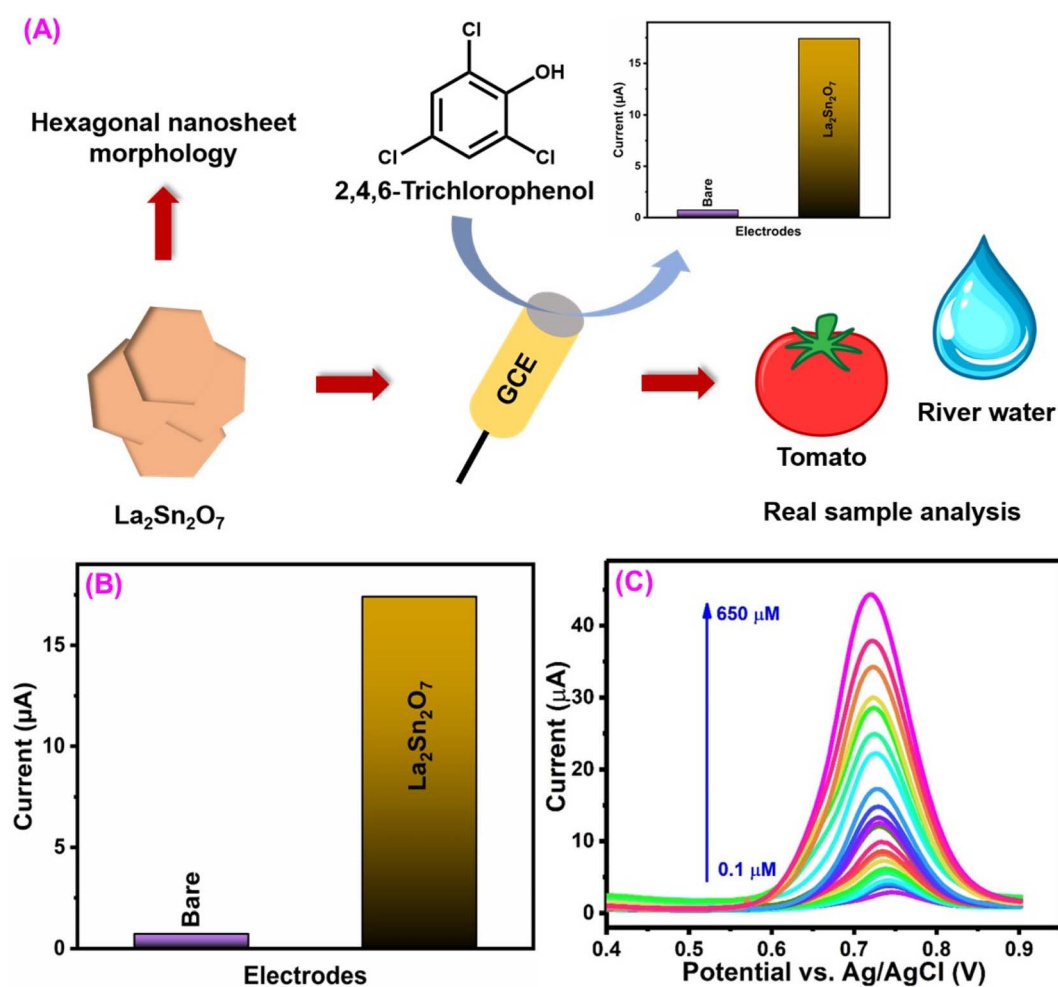 (A)
Hexagonal nanosheet
morphology
Cl
OH
Cl
Cl
2,4,6-Trichlorophenol
Current (µA)
15
10
5
0
Bare
La₂Sn₂O₇
Electrodes
GCE
La₂Sn₂O₇
Tomato
River water
Real sample analysis
(B)
Current (µA)
15
10
5
0
Bare
La₂Sn₂O₇
Electrodes
(C)
Current (µA)
40
30
20
10
0
650 µM
0.1 µM
0.4 0.5 0.6 0.7 0.8 0.9
Potential vs. Ag/AgCl (V)